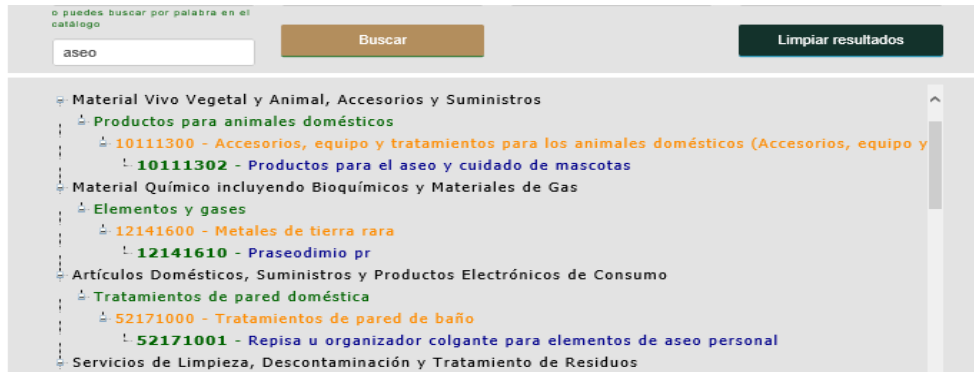 o puedes buscar por palabra en el
catálogo
aseo
Buscar
Limpiar resultados
Material Vivo Vegetal y Animal, Accesorios y Suministros
Productos para animales domésticos
10111300 - Accesorios, equipo y tratamientos para los animales domésticos (Accesorios, equipo y
10111302 - Productos para el aseo y cuidado de mascotas
Material Químico incluyendo Bioquímicos y Materiales de Gas
Elementos y gases
12141600 - Metales de tierra rara
12141610 - Praseodimio pr
Artículos Domésticos, Suministros y Productos Electrónicos de Consumo
Tratamientos de pared doméstica
52171000 - Tratamientos de pared de baño
52171001 - Repisa u organizador colgante para elementos de aseo personal
Servicios de Limpieza, Descontaminación y Tratamiento de Residuos